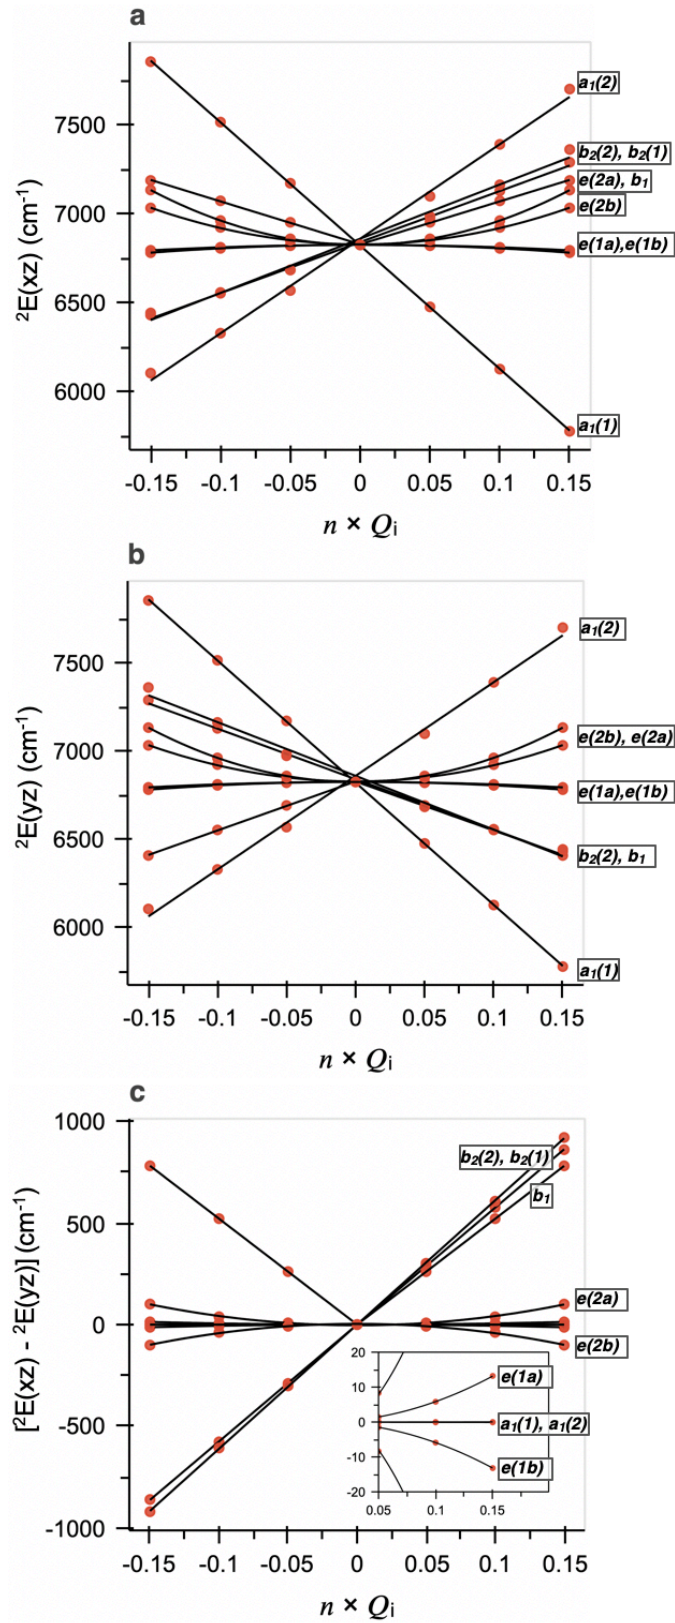 a
a₁(2)
7500
b₂(2), b₂(1)
e(2a), b₁
7000
e(2b)
e(1a),e(1b)
6500
6000
a₁(1)
²E(xz) (cm⁻¹)
-0.15 -0.1 -0.05 0 0.05 0.1 0.15
n × Qᵢ
b
a₁(2)
7500
e(2b), e(2a)
7000
e(1a),e(1b)
6500
b₂(2), b₁
6000
a₁(1)
²E(yz) (cm⁻¹)
-0.15 -0.1 -0.05 0 0.05 0.1 0.15
n × Qᵢ
c
1000
b₂(2), b₂(1)
b₁
500
e(2a)
0
e(2b)
20
e(1a)
10
0
a₁(1), a₁(2)
-10
e(1b)
-20
0.05 0.1 0.15
-500
-1000
[²E(xz) - ²E(yz)] (cm⁻¹)
-0.15 -0.1 -0.05 0 0.05 0.1 0.15
n × Qᵢ